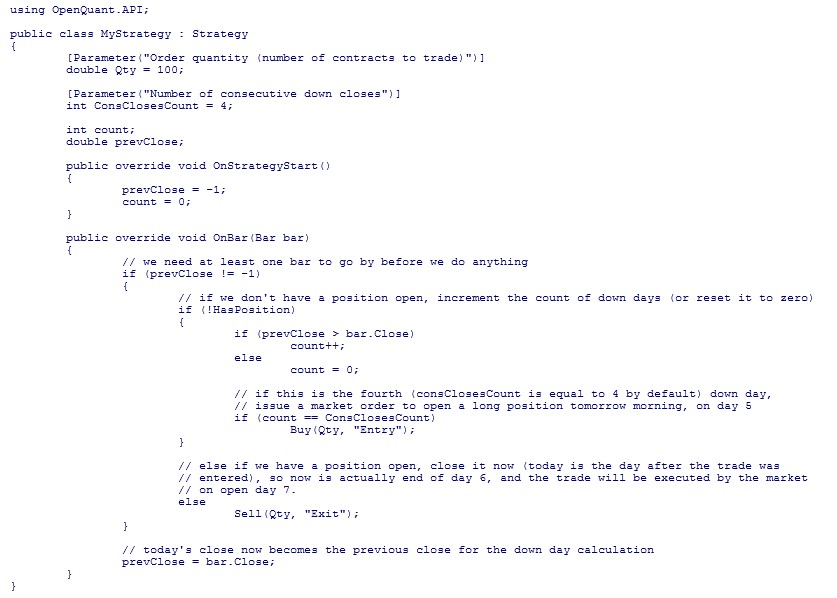 using OpenQuant.API;

public class MyStrategy : Strategy
{
        [Parameter("Order quantity (number of contracts to trade)")]
        double Qty = 100;

        [Parameter("Number of consecutive down closes")]
        int ConsClosesCount = 4;

        int count;
        double prevClose;

        public override void OnStrategyStart()
        {
                prevClose = -1;
                count = 0;
        }

        public override void OnBar(Bar bar)
        {
                // we need at least one bar to go by before we do anything
                if (prevClose != -1)
                {
                        // if we don't have a position open, increment the count of down days (or reset it to zero)
                        if (!HasPosition)
                        {
                                if (prevClose > bar.Close)
                                        count++;
                                else
                                        count = 0;

                                // if this is the fourth (consClosesCount is equal to 4 by default) down day,
                                // issue a market order to open a long position tomorrow morning, on day 5
                                if (count == ConsClosesCount)
                                        Buy(Qty, "Entry");
                        }

                        // else if we have a position open, close it now (today is the day after the trade was
                        // entered), so now is actually end of day 6, and the trade will be executed by the market
                        // on open day 7.
                        else
                                Sell(Qty, "Exit");
                }

                // today's close now becomes the previous close for the down day calculation
                prevClose = bar.Close;
        }
}